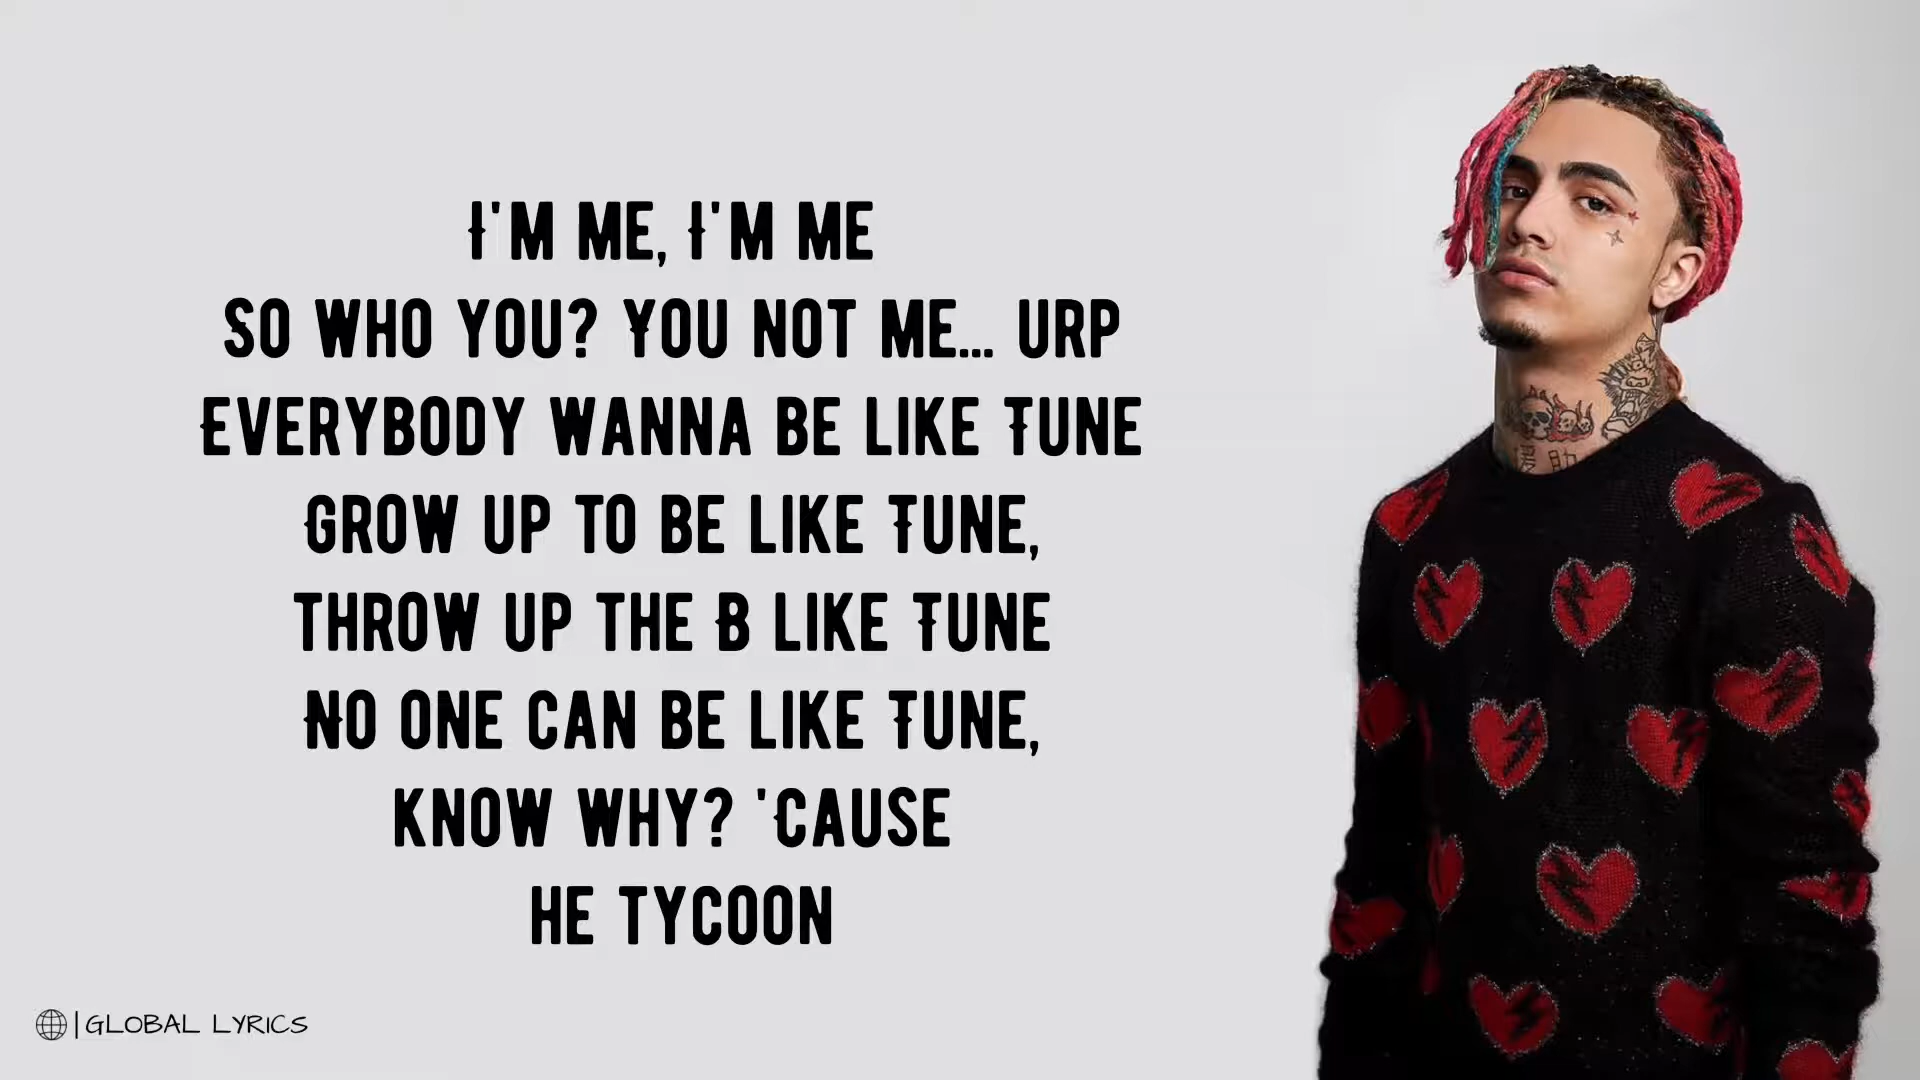 I'm me, I'm me
So who you? You not me... urp
Everybody wanna be like Tune
Grow up to be like Tune,
throw up the B like Tune
No one can be like Tune,
know why? 'Cause
he tycoon
GLOBAL LYRICS